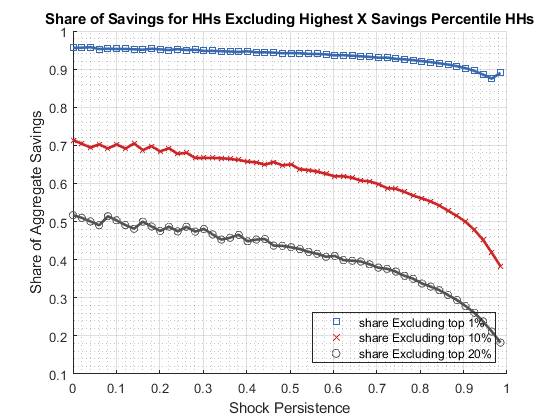 Share of Savings for HHs Excluding Highest X Savings Percentile HHs
1
0.9
0.8
0.7
0.6
0.5
0.4
0.3
0.2
0.1
Share of Aggregate Savings
share Excluding top 1%
share Excluding top 10%
share Excluding top 20%
0 0.1 0.2 0.3 0.4 0.5 0.6 0.7 0.8 0.9 1
Shock Persistence